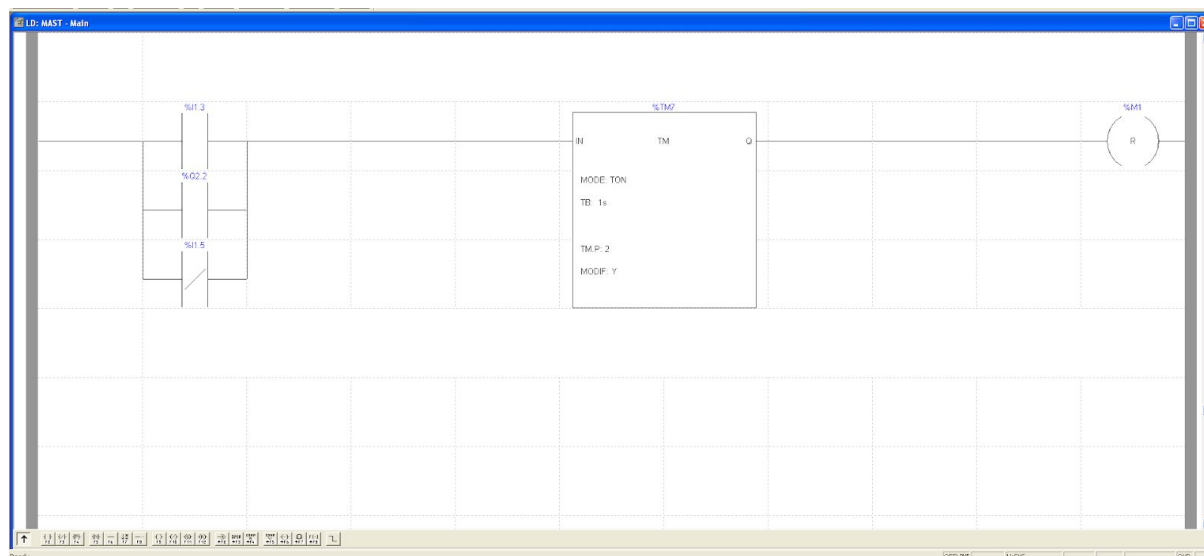 LD: MAST - Main
%I1.3
%TM7
%M1
IN
TM
Q
R
%Q2.2
MODE: TON
TB: 1s
%I1.5
TM.P: 2
MODIF: Y